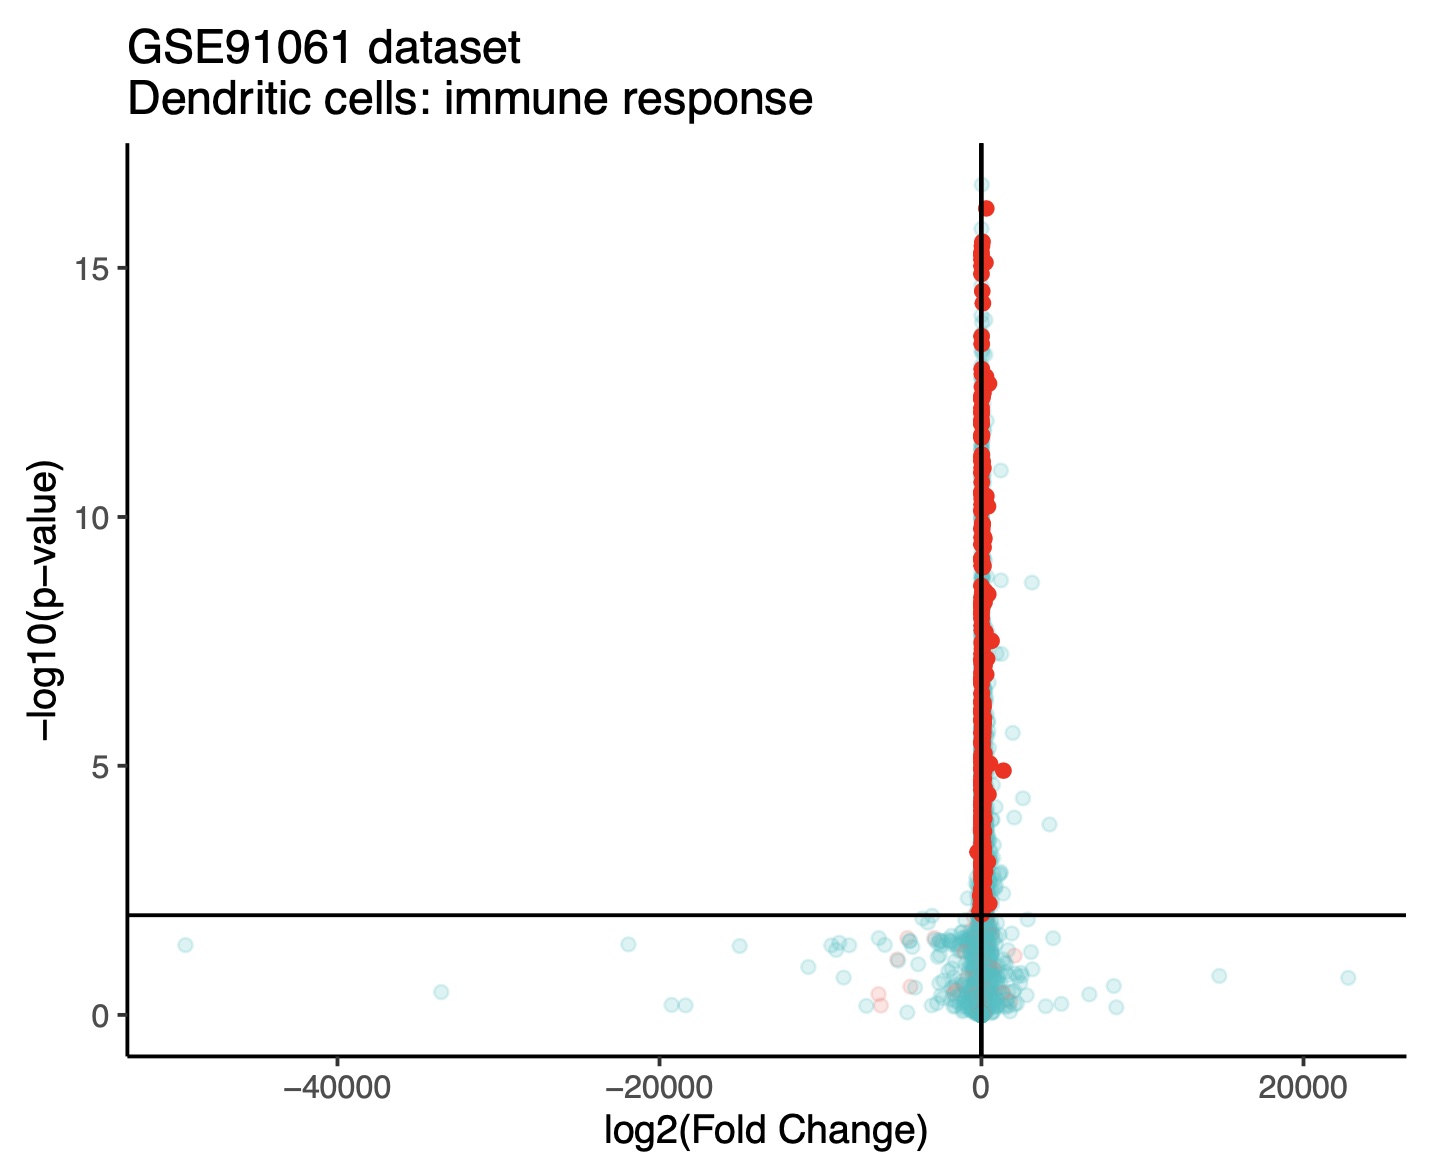 GSE91061 dataset
Dendritic cells: immune response
−log10(p−value)
15
10
5
0
−40000
−20000
0
20000
log2(Fold Change)